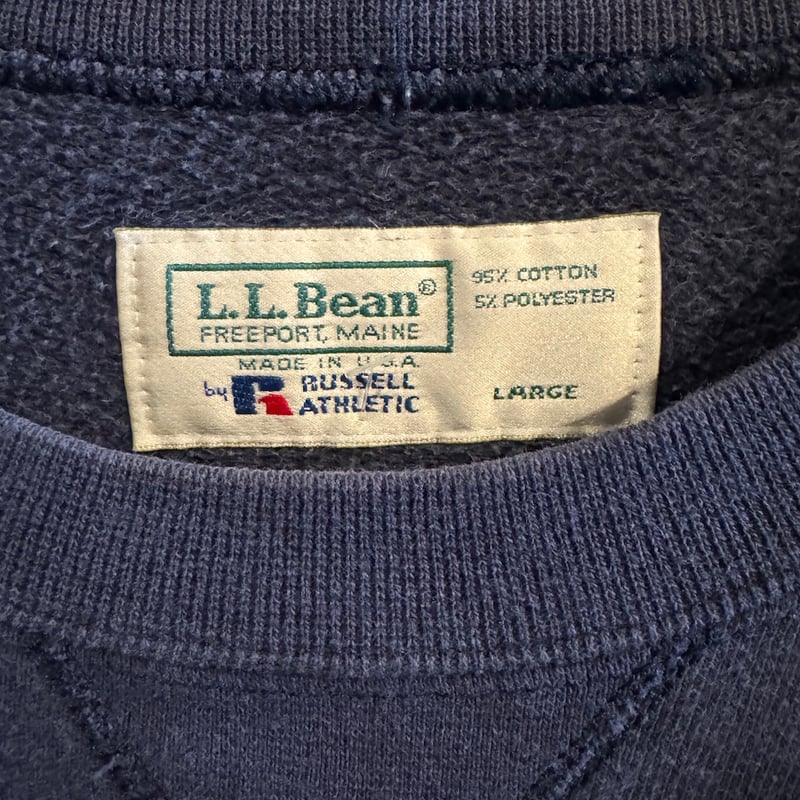 L.L.Bean®
FREEPORT, MAINE
MADE IN U.S.A.
by RUSSELL
ATHLETIC
95% COTTON
5% POLYESTER
LARGE